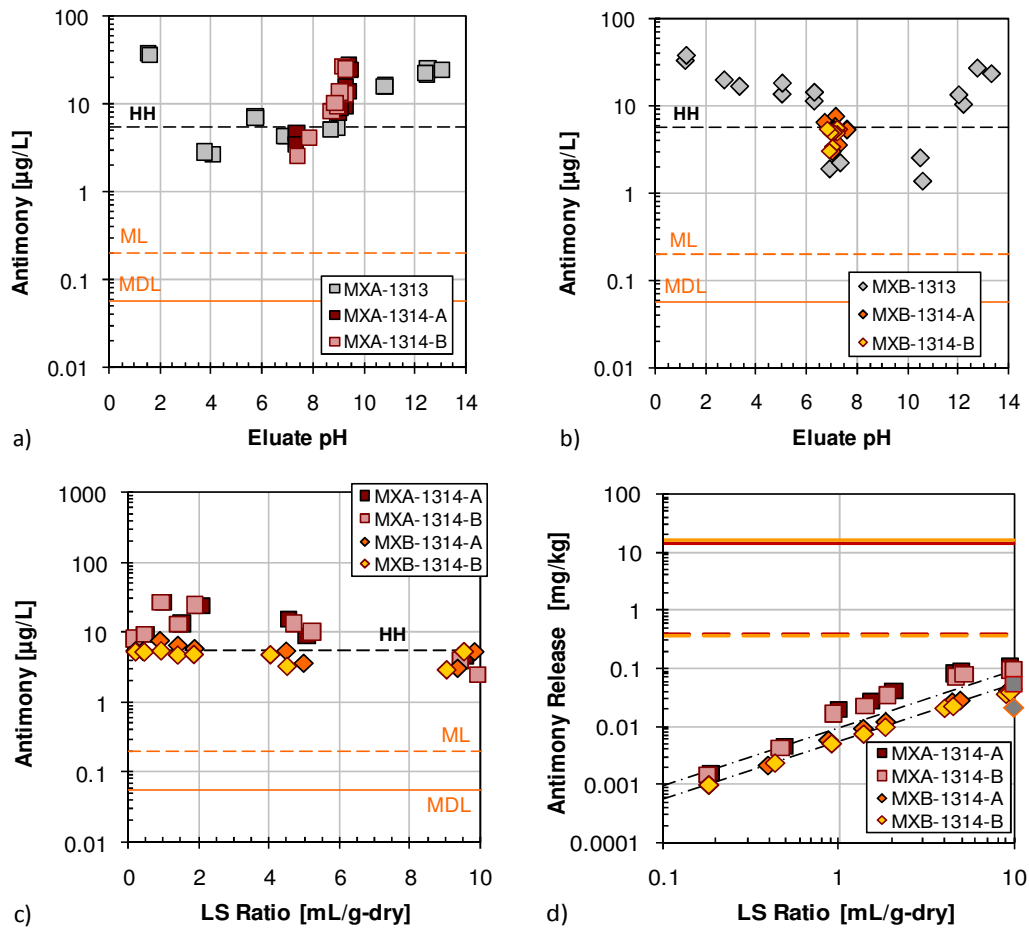 100
10
1
0.1
0.01
Antimony [µg/L]
HH
ML
MDL
MXA-1313
MXA-1314-A
MXA-1314-B
0 2 4 6 8 10 12 14
Eluate pH
a)
100
10
1
0.1
0.01
Antimony [µg/L]
HH
ML
MDL
MXB-1313
MXB-1314-A
MXB-1314-B
0 2 4 6 8 10 12 14
Eluate pH
b)
1000
100
10
1
0.1
0.01
Antimony [µg/L]
MXA-1314-A
MXA-1314-B
MXB-1314-A
MXB-1314-B
HH
ML
MDL
0 2 4 6 8 10
LS Ratio [mL/g-dry]
c)
100
10
1
0.1
0.01
0.001
0.0001
Antimony Release [mg/kg]
MXA-1314-A
MXA-1314-B
MXB-1314-A
MXB-1314-B
0.1 1 10
LS Ratio [mL/g-dry]
d)